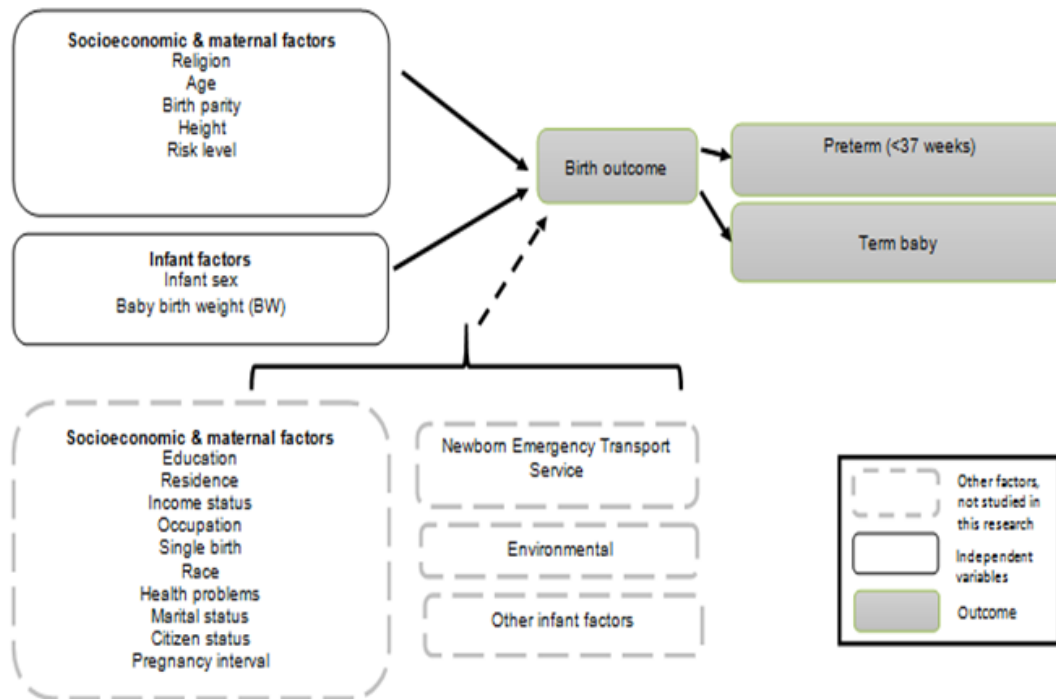 Socioeconomic & maternal factors
Religion
Age
Birth parity
Height
Risk level
Birth outcome
Preterm (<37 weeks)
Term baby
Infant factors
Infant sex
Baby birth weight (BW)
Socioeconomic & maternal factors
Education
Residence
Income status
Occupation
Single birth
Race
Health problems
Marital status
Citizen status
Pregnancy interval
Newborn Emergency Transport
Service
Environmental
Other infant factors
Other factors,
not studied in
this research
Independent
variables
Outcome